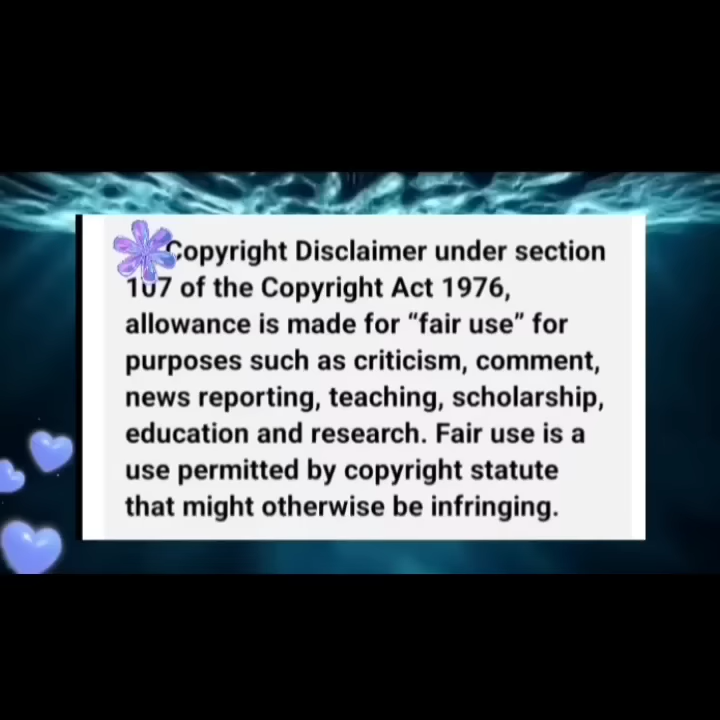 Copyright Disclaimer under section
107 of the Copyright Act 1976,
allowance is made for “fair use” for
purposes such as criticism, comment,
news reporting, teaching, scholarship,
education and research. Fair use is a
use permitted by copyright statute
that might otherwise be infringing.